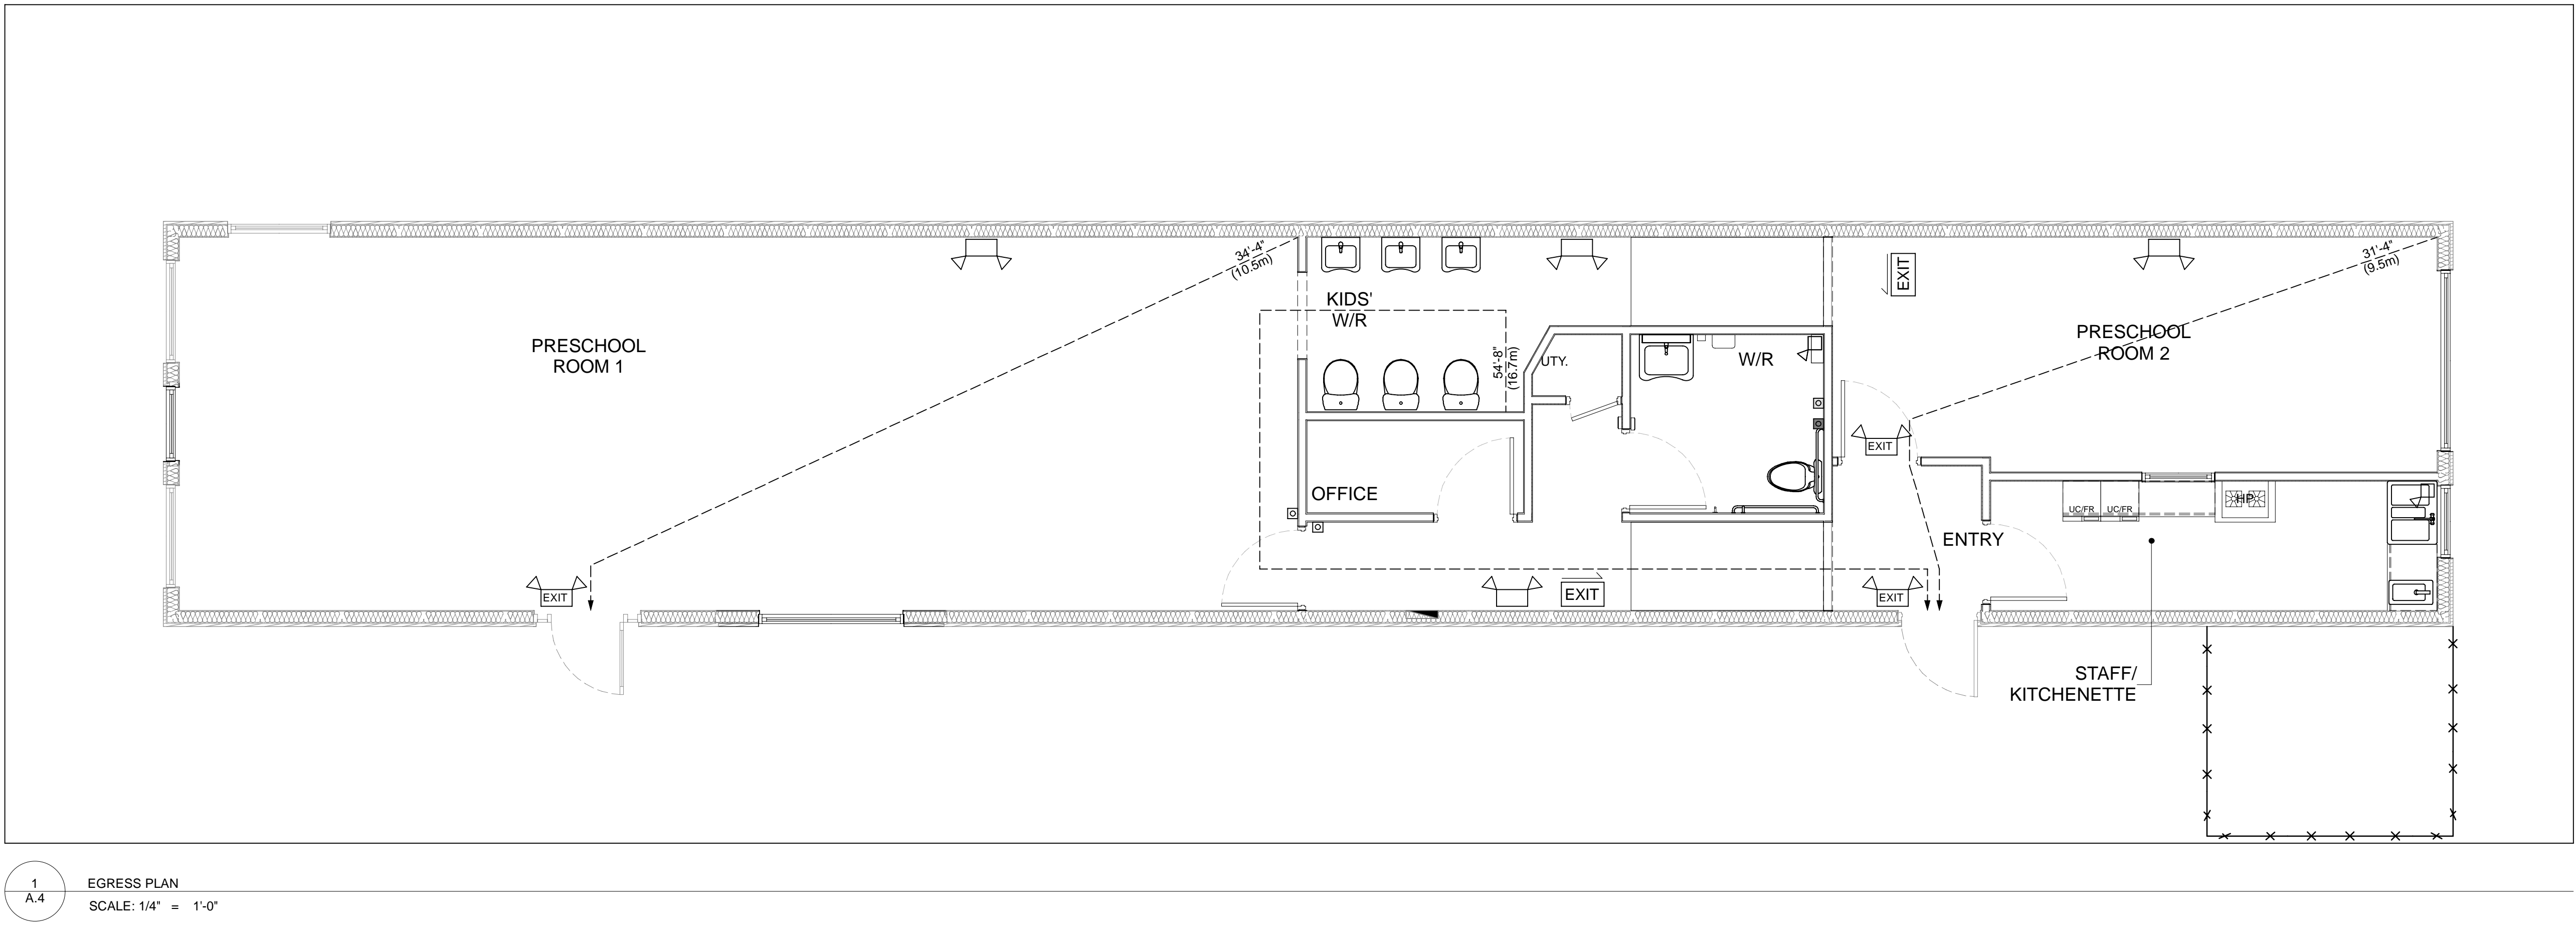 34'-4"
(10.5m)
31'-4"
(9.5m)
EXIT
KIDS'
W/R
PRESCHOOL
ROOM 1
54'-8"
(16.7m)
UTY.
W/R
PRESCHOOL
ROOM 2
EXIT
OFFICE
HP
UC/FR
UC/FR
ENTRY
EXIT
EXIT
EXIT
STAFF/
KITCHENETTE
1
A.4
EGRESS PLAN
SCALE: 1/4" = 1'-0"